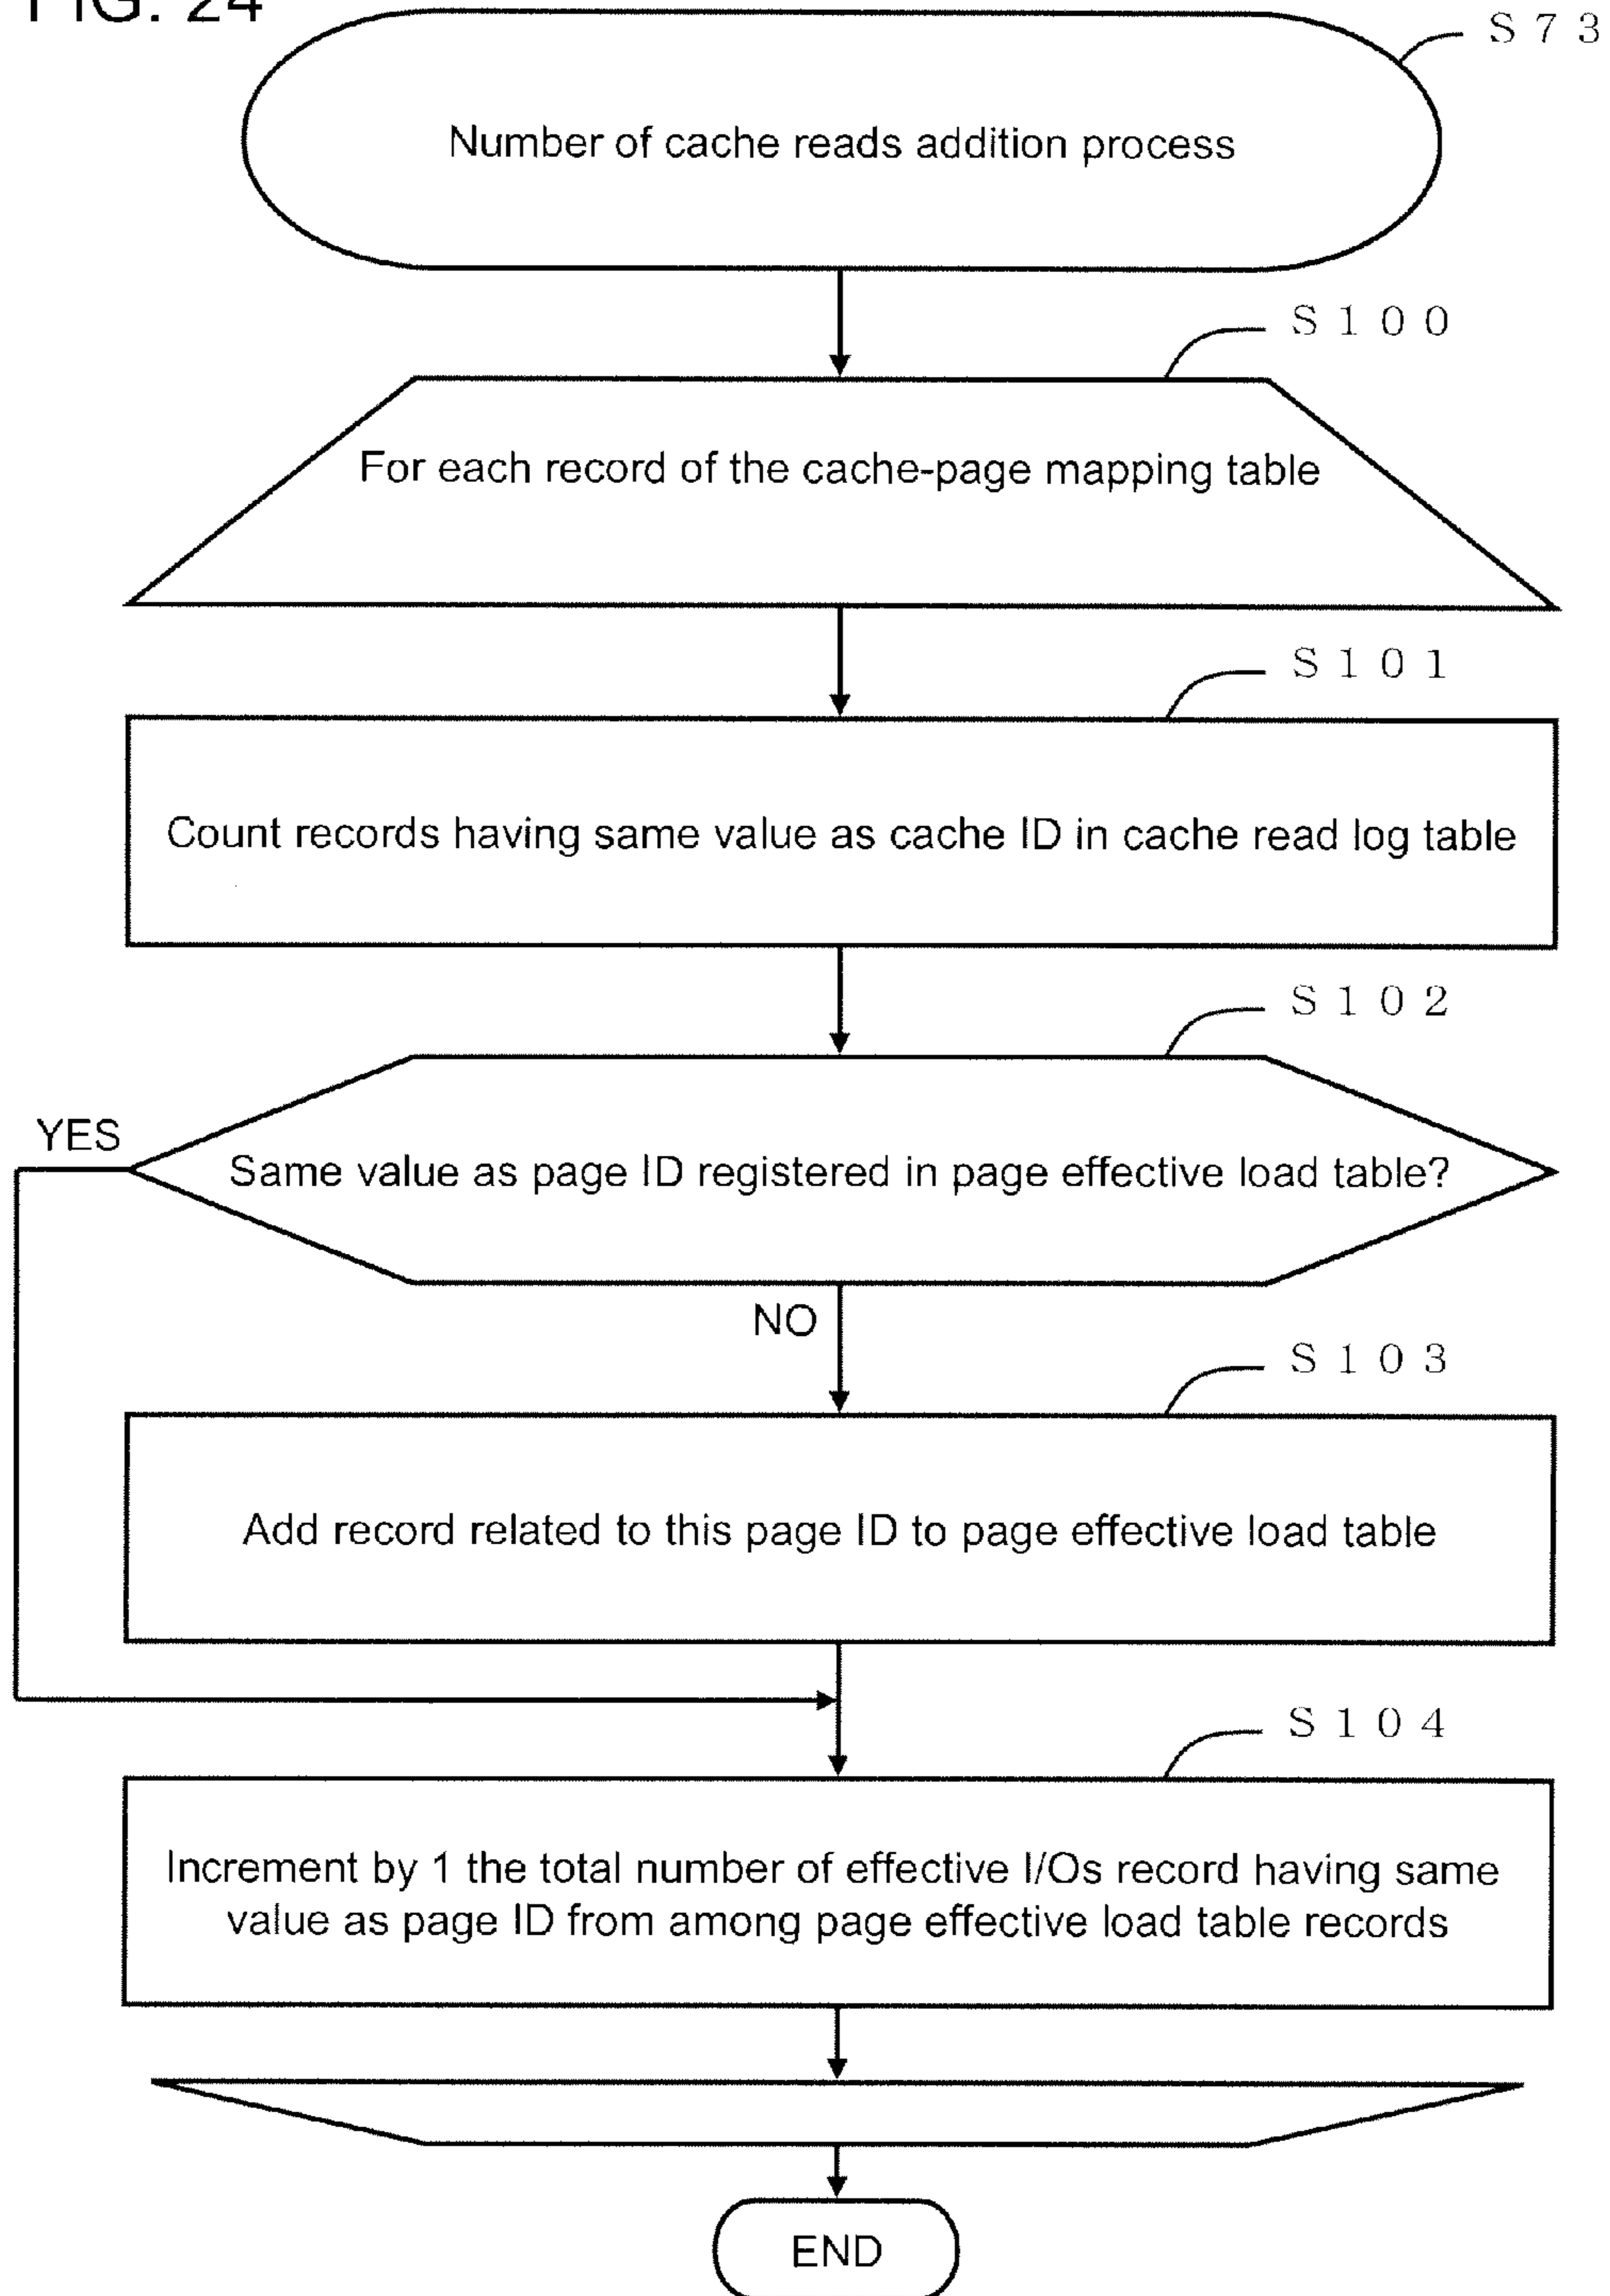 FIG. 24
S73
Number of cache reads addition process
S100
For each record of the cache-page mapping table
S101
Count records having same value as cache ID in cache read log table
S102
YES
Same value as page ID registered in page effective load table?
NO
S103
Add record related to this page ID to page effective load table
S104
Increment by 1 the total number of effective I/Os record having same
value as page ID from among page effective load table records
END